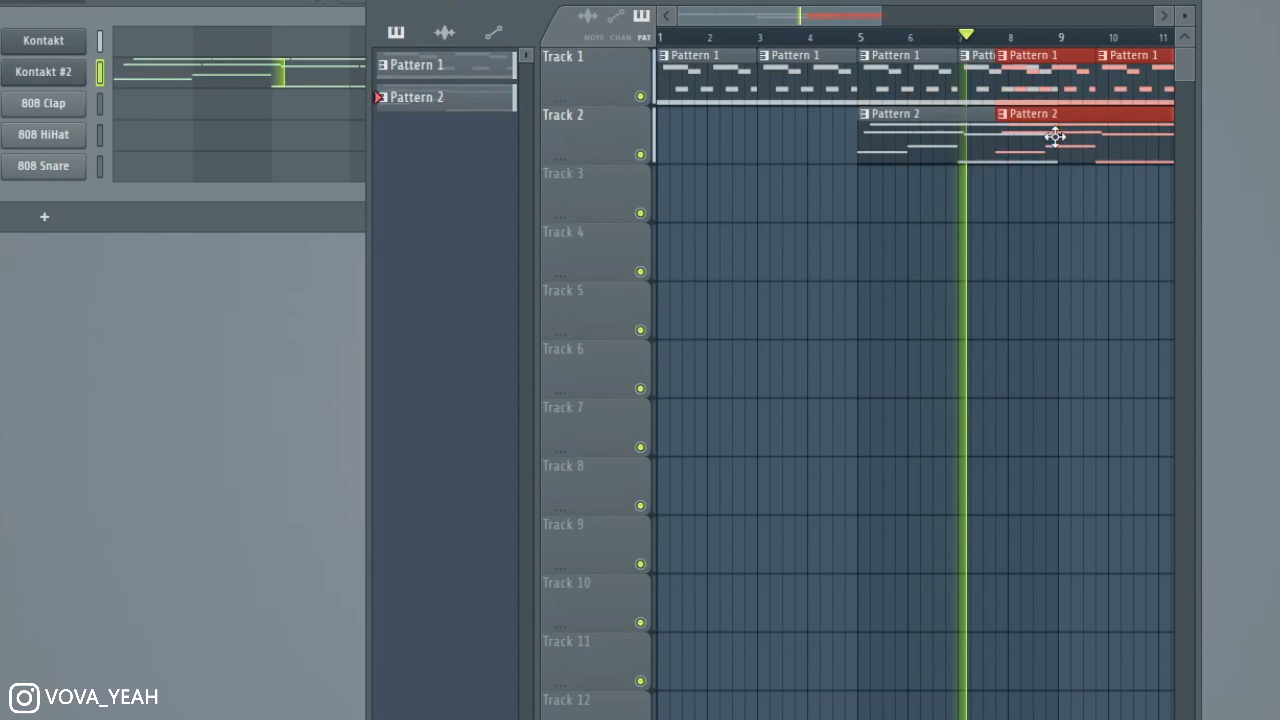 Kontakt
Kontakt #2
808 Clap
808 HiHat
808 Snare
+
Pattern 1
Pattern 2
NOTE CHAN PAT
1 2 3 4 5 6 7 8 9 10 11
Track 1
Pattern 1 Pattern 1 Pattern 1 Patt Pattern 1 Pattern 1
Track 2
Pattern 2 Pattern 2
Track 3
Track 4
Track 5
Track 6
Track 7
Track 8
Track 9
Track 10
Track 11
Track 12
VOVA_YEAH